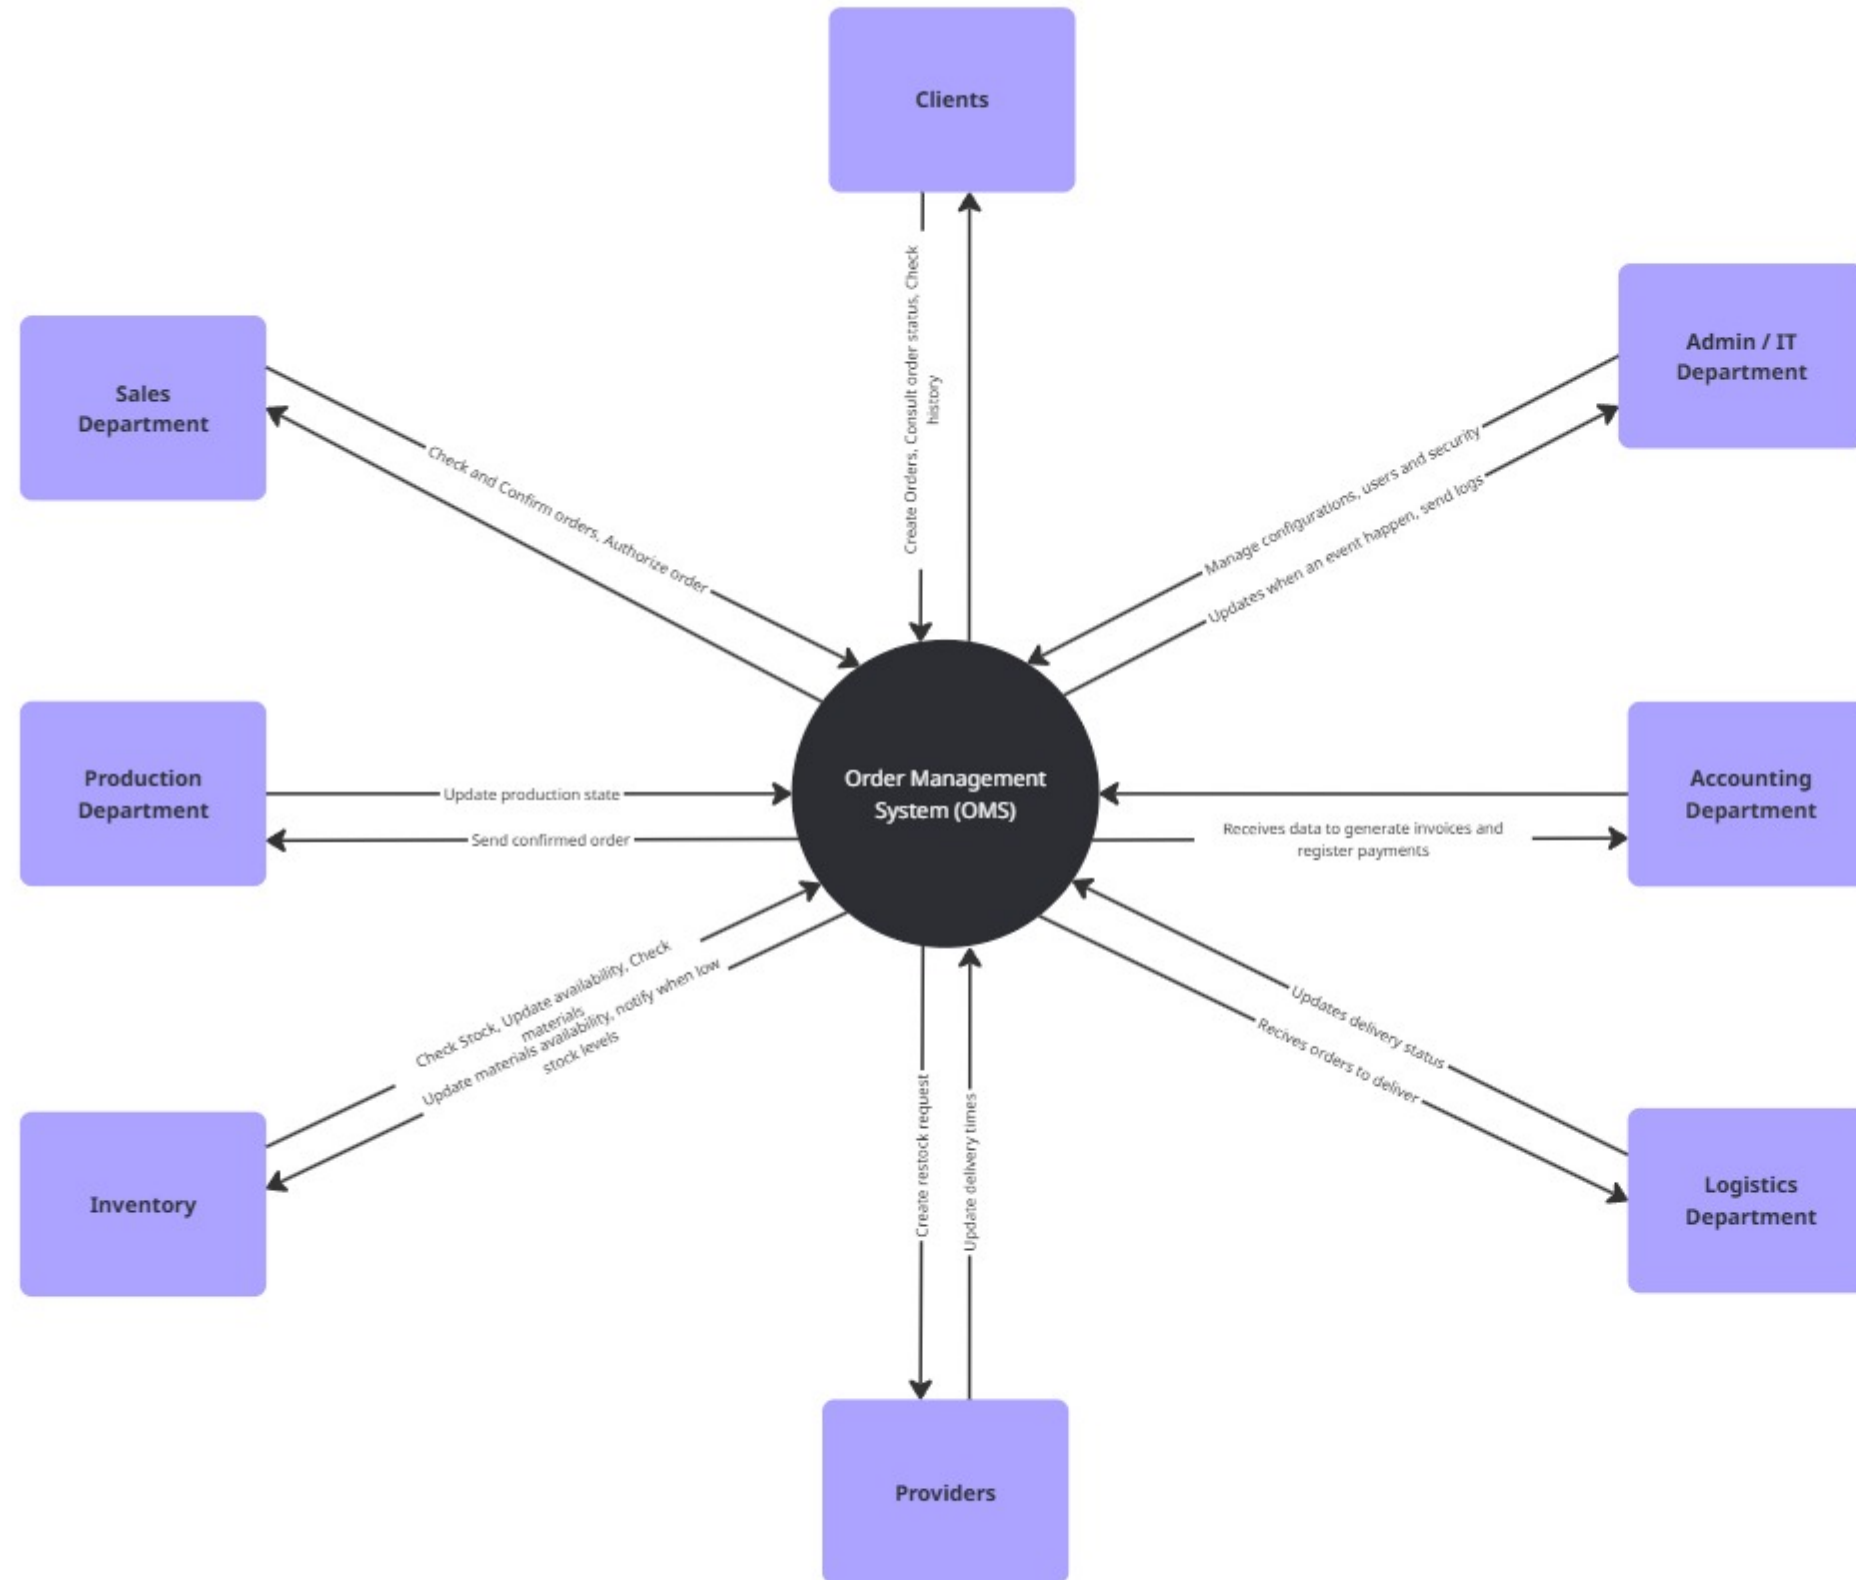 Clients
Create Orders, Consult order status, Check
history
Admin / IT
Department
Sales
Department
Check and Confirm orders, Authorize order
Manage configurations, users and security
Updates when an event happen, send logs
Production
Department
Update production state
Send confirmed order
Order Management
System (OMS)
Accounting
Department
Receives data to generate invoices and
register payments
Check Stock, Update availability, Check
materials
Update materials availability, notify when low
stock levels
Updates delivery status
Recives orders to deliver
Inventory
Create restock request
Update delivery times
Logistics
Department
Providers